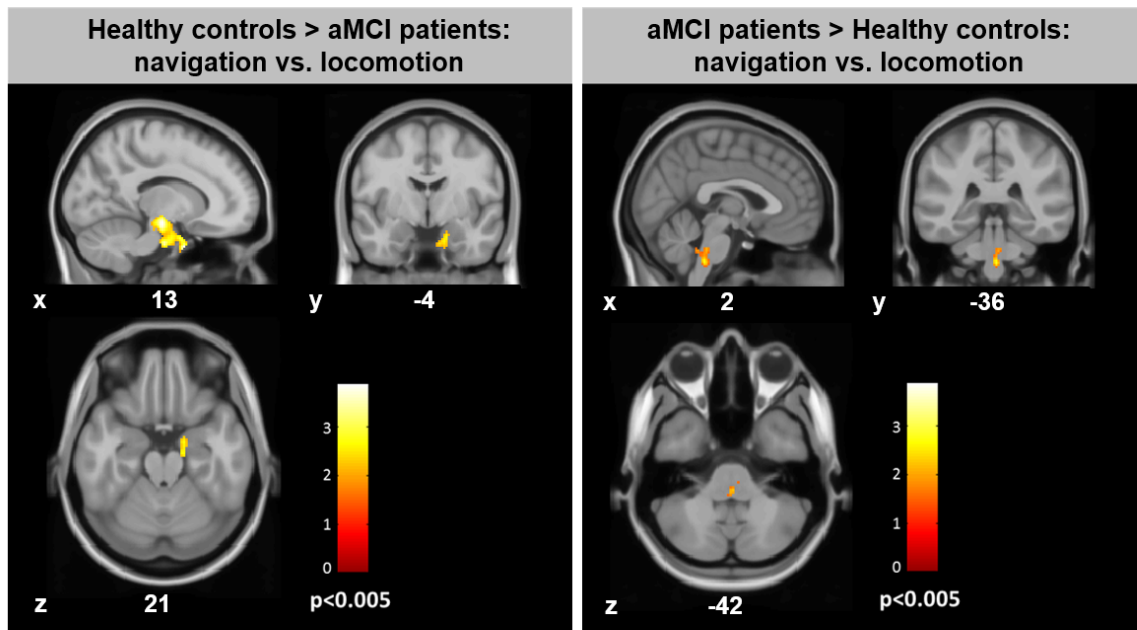 Healthy controls > aMCI patients:
navigation vs. locomotion
x 13 y -4
3
2
1
0
z 21
p<0.005
aMCI patients > Healthy controls:
navigation vs. locomotion
x 2 y -36
3
2
1
0
z -42
p<0.005